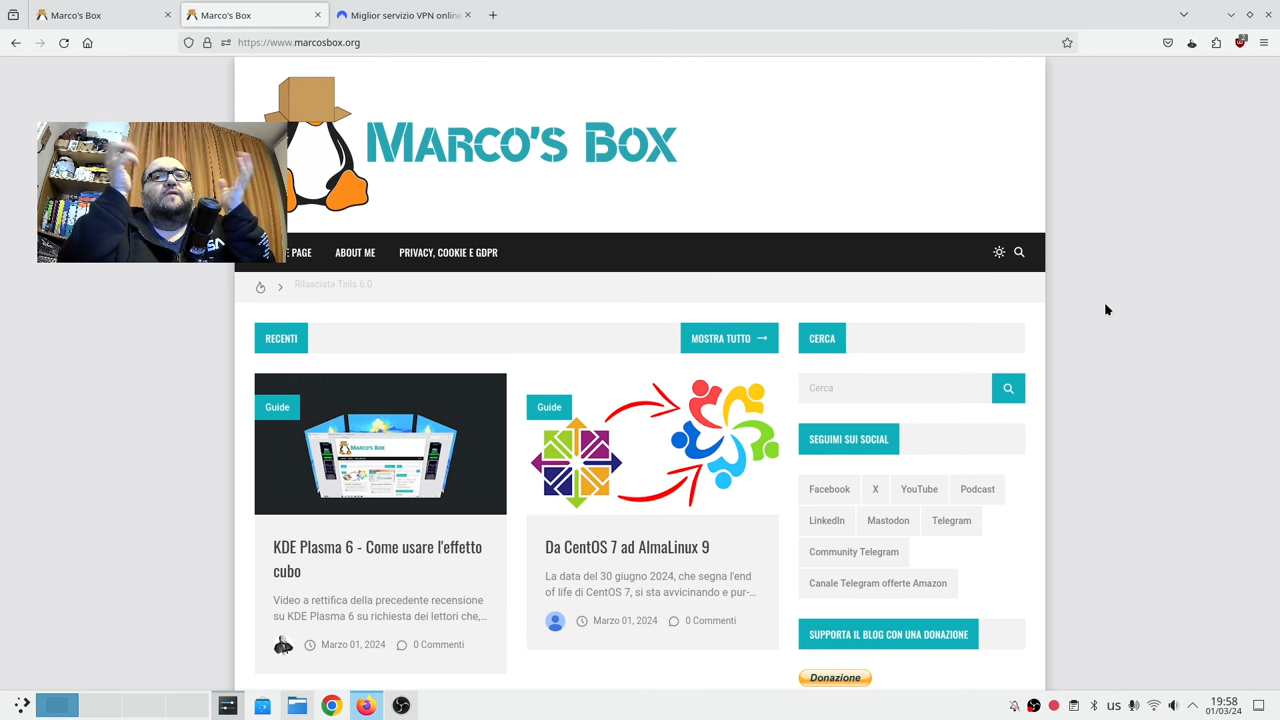 Marco's Box
Marco's Box
Miglior servizio VPN online
https://www.marcosbox.org
MARCO'S BOX
E PAGE
ABOUT ME
PRIVACY, COOKIE E GDPR
Rilasciata Tails 6.0
RECENTI
MOSTRA TUTTO
CERCA
Cerca
Guide
Guide
MARCO'S BOX
SEGUIMI SUI SOCIAL
Facebook
X
YouTube
Podcast
LinkedIn
Mastodon
Telegram
Community Telegram
Canale Telegram offerte Amazon
KDE Plasma 6 - Come usare l'effetto
cubo
Video a rettifica della precedente recensione
su KDE Plasma 6 su richiesta dei lettori che,...
Marzo 01, 2024
0 Commenti
Da CentOS 7 ad AlmaLinux 9
La data del 30 giugno 2024, che segna l'end
of life di CentOS 7, si sta avvicinando e pur-...
Marzo 01, 2024
0 Commenti
SUPPORTA IL BLOG CON UNA DONAZIONE
Donazione
US
19:58
01/03/24